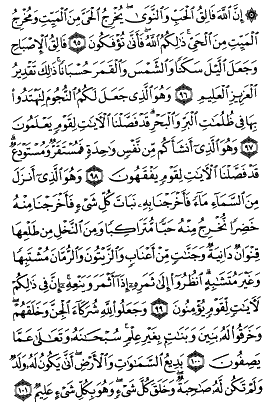 ۞ إِنَّ ٱللَّهَ فَالِقُ ٱلْحَبِّ وَٱلنَّوَىٰ ۖ يُخْرِجُ ٱلْحَىَّ مِنَ ٱلْمَيِّتِ وَمُخْرِجُ
ٱلْمَيِّتِ مِنَ ٱلْحَىِّ ۚ ذَٰلِكُمُ ٱللَّهُ ۖ فَأَنَّىٰ تُؤْفَكُونَ ٩٥ فَالِقُ ٱلْإِصْبَاحِ
وَجَعَلَ ٱلَّيْلَ سَكَنًا وَٱلشَّمْسَ وَٱلْقَمَرَ حُسْبَانًا ۚ ذَٰلِكَ تَقْدِيرُ
ٱلْعَزِيزِ ٱلْعَلِيمِ ٩٦ وَهُوَ ٱلَّذِى جَعَلَ لَكُمُ ٱلنُّجُومَ لِتَهْتَدُوا۟
بِهَا فِى ظُلُمَٰتِ ٱلْبَرِّ وَٱلْبَحْرِ ۗ قَدْ فَصَّلْنَا ٱلْءَايَٰتِ لِقَوْمٍ يَعْلَمُونَ
٩٧ وَهُوَ ٱلَّذِىٓ أَنشَأَكُم مِّن نَّفْسٍ وَٰحِدَةٍ فَمُسْتَقَرٌّ وَمُسْتَوْدَعٌ ۗ
قَدْ فَصَّلْنَا ٱلْءَايَٰتِ لِقَوْمٍ يَفْقَهُونَ ٩٨ وَهُوَ ٱلَّذِىٓ أَنزَلَ
مِنَ ٱلسَّمَآءِ مَآءً فَأَخْرَجْنَا بِهِۦ نَبَاتَ كُلِّ شَىْءٍ فَأَخْرَجْنَا مِنْهُ
خَضِرًا نُّخْرِجُ مِنْهُ حَبًّا مُّتَرَاكِبًا وَمِنَ ٱلنَّخْلِ مِن طَلْعِهَا
قِنْوَانٌ دَانِيَةٌ وَجَنَّٰتٍ مِّنْ أَعْنَابٍ وَٱلزَّيْتُونَ وَٱلرُّمَّانَ مُشْتَبِهًا
وَغَيْرَ مُتَشَٰبِهٍ ۗ ٱنظُرُوٓا۟ إِلَىٰ ثَمَرِهِۦٓ إِذَآ أَثْمَرَ وَيَنْعِهِۦٓ ۚ إِنَّ فِى ذَٰلِكُمْ
لَءَايَٰتٍ لِّقَوْمٍ يُؤْمِنُونَ ٩٩ وَجَعَلُوا۟ لِلَّهِ شُرَكَآءَ ٱلْجِنَّ وَخَلَقَهُمْ ۖ
وَخَرَقُوا۟ لَهُۥ بَنِينَ وَبَنَٰتٍۭ بِغَيْرِ عِلْمٍ ۚ سُبْحَٰنَهُۥ وَتَعَٰلَىٰ عَمَّا
يَصِفُونَ ١٠٠ بَدِيعُ ٱلسَّمَٰوَٰتِ وَٱلْأَرْضِ ۖ أَنَّىٰ يَكُونُ لَهُۥ وَلَدٌ
وَلَمْ تَكُن لَّهُۥ صَٰحِبَةٌ ۖ وَخَلَقَ كُلَّ شَىْءٍ ۖ وَهُوَ بِكُلِّ شَىْءٍ عَلِيمٌ ١٠١